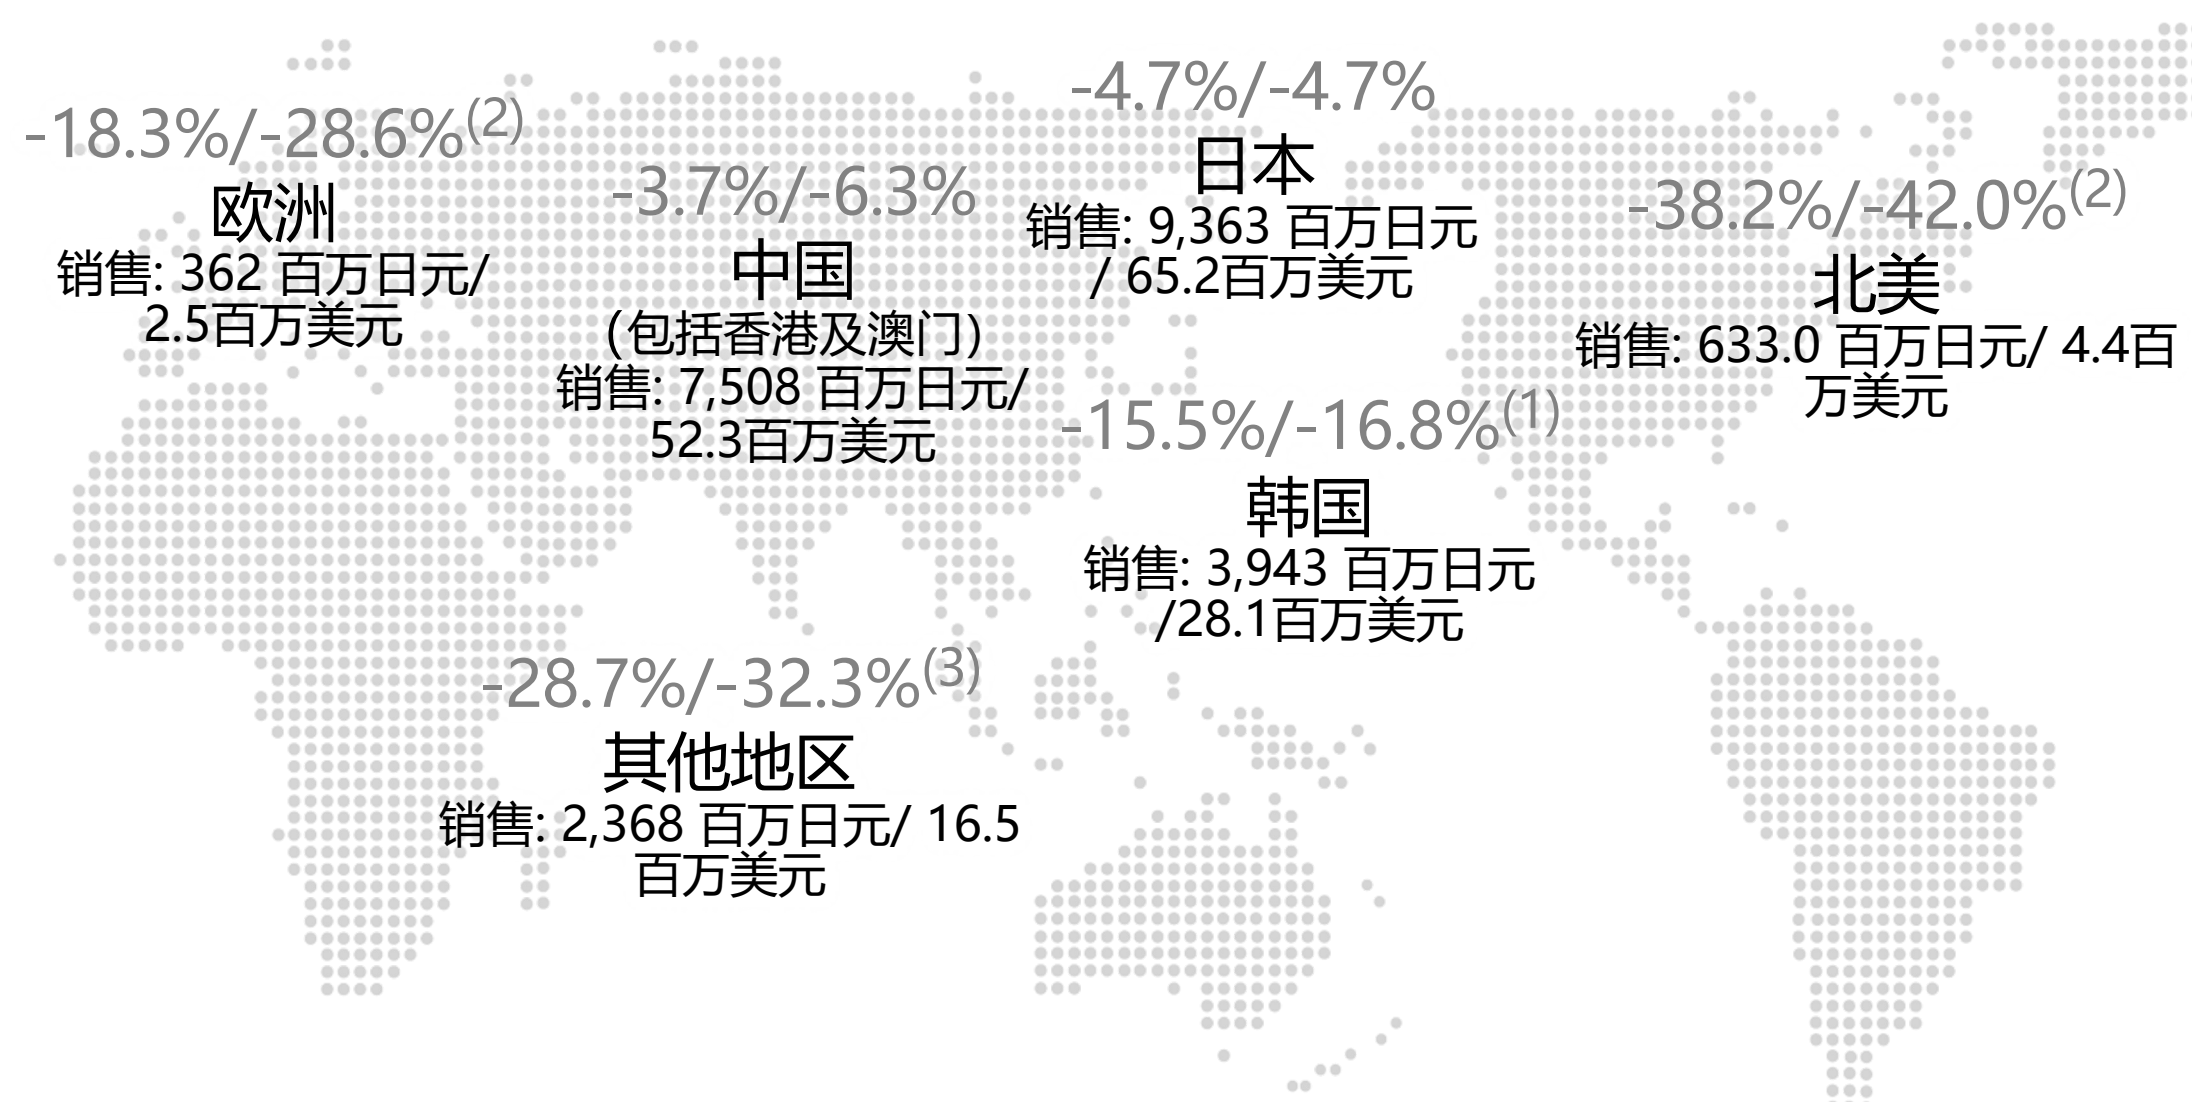 -18.3%/-28.6%(2)
欧洲
销售: 362 百万日元/
2.5百万美元
-3.7%/-6.3%
中国
（包括香港及澳门）
销售: 7,508 百万日元/
52.3百万美元
-4.7%/-4.7%
日本
销售: 9,363 百万日元
/ 65.2百万美元
-38.2%/-42.0%(2)
北美
销售: 633.0 百万日元/ 4.4百
万美元
-15.5%/-16.8%(1)
韩国
销售: 3,943 百万日元
/28.1百万美元
-28.7%/-32.3%(3)
其他地区
销售: 2,368 百万日元/ 16.5
百万美元